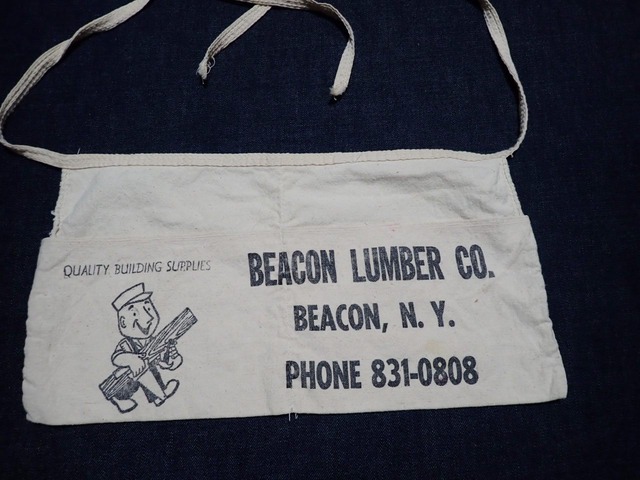 QUALITY BUILDING SUPPLIES
BEACON LUMBER CO.
BEACON, N. Y.
PHONE 831-0808